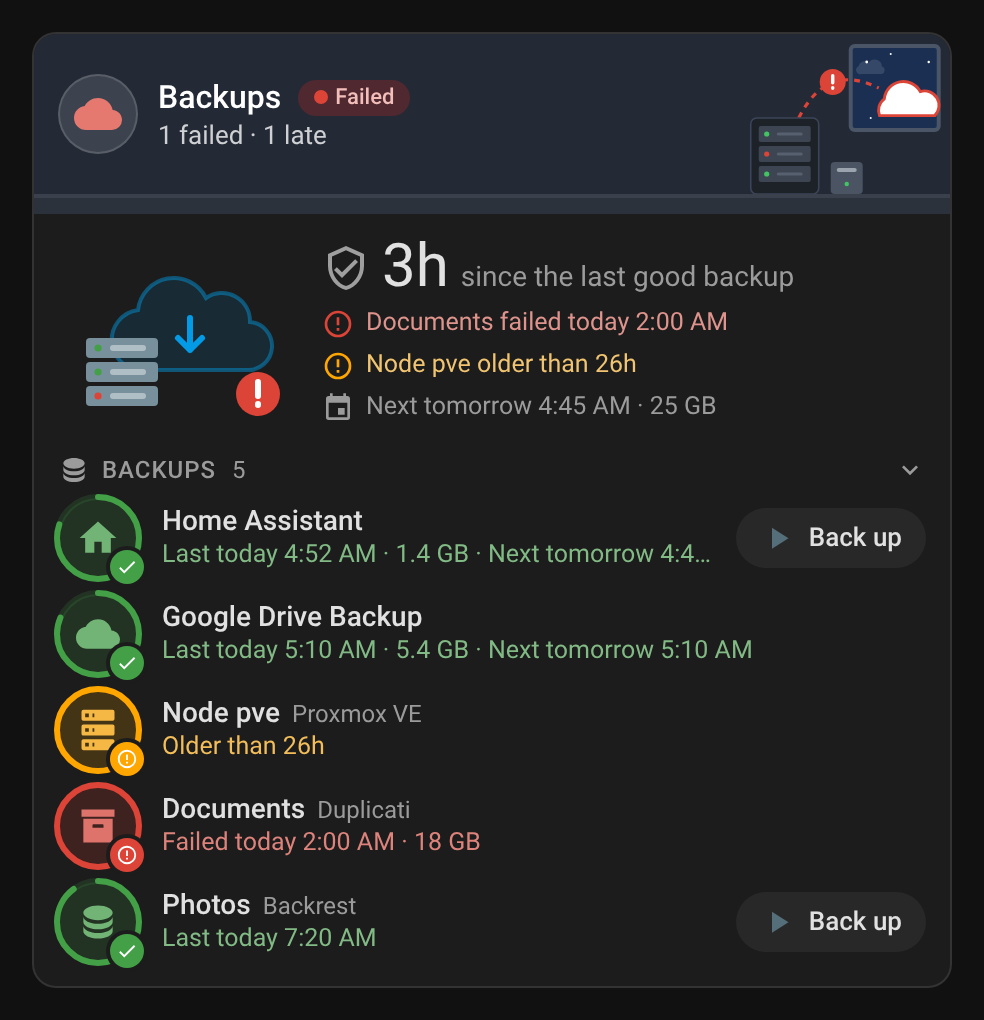 Backups Failed
1 failed · 1 late
3h since the last good backup
Documents failed today 2:00 AM
Node pve older than 26h
Next tomorrow 4:45 AM · 25 GB
BACKUPS 5
Home Assistant
Last today 4:52 AM · 1.4 GB · Next tomorrow 4:4...
Back up
Google Drive Backup
Last today 5:10 AM · 5.4 GB · Next tomorrow 5:10 AM
Node pve Proxmox VE
Older than 26h
Documents Duplicati
Failed today 2:00 AM · 18 GB
Photos Backrest
Last today 7:20 AM
Back up